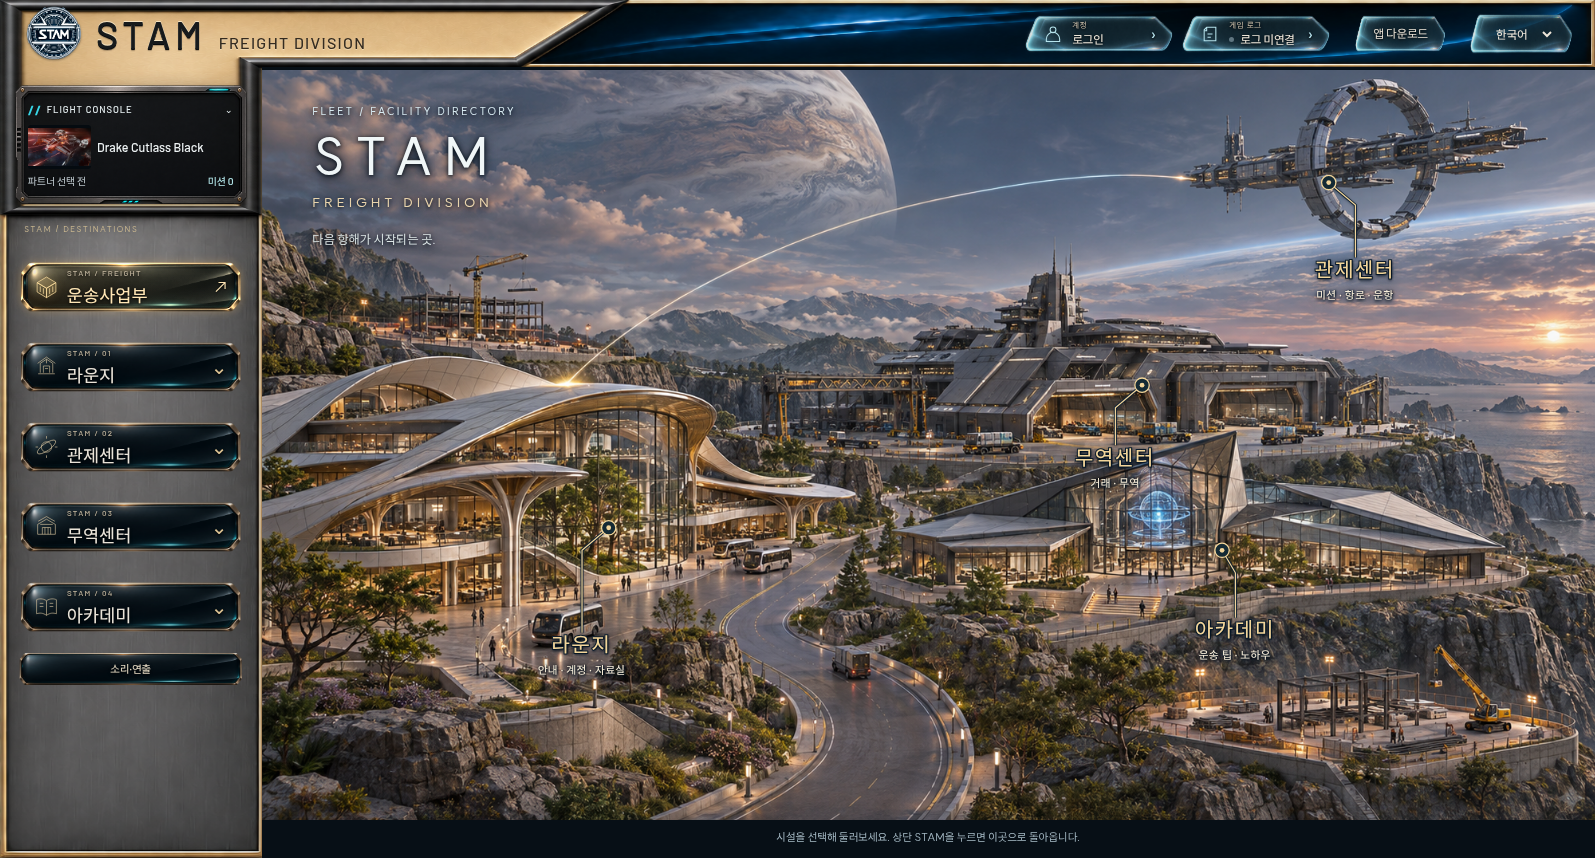 STAM
STAM FREIGHT DIVISION
계정
로그인
게임 로그
로그 미연결
앱 다운로드
한국어
// FLIGHT CONSOLE
Drake Cutlass Black
파트너 선택 전
미션 0
STAM / DESTINATIONS
STAM / FREIGHT
운송사업부
STAM / 01
라운지
STAM / 02
관제센터
STAM / 03
무역센터
STAM / 04
아카데미
소리·연출
FLEET / FACILITY DIRECTORY
STAM
FREIGHT DIVISION
다음 항해가 시작되는 곳.
관제센터
미션 · 항로 · 운항
무역센터
거래 · 무역
라운지
안내 · 계정 · 자료실
아카데미
운송 팁 · 노하우
시설을 선택해 둘러보세요. 상단 STAM을 누르면 이곳으로 돌아옵니다.